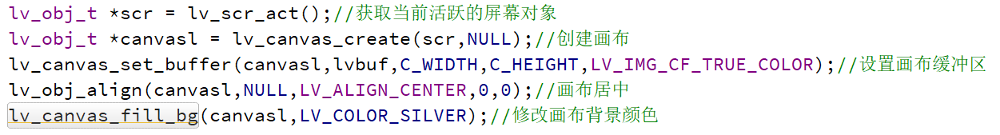 lv_obj_t *scr = lv_scr_act();//获取当前活跃的屏幕对象
lv_obj_t *canvasl = lv_canvas_create(scr,NULL);//创建画布
lv_canvas_set_buffer(canvasl,lvbuf,C_WIDTH,C_HEIGHT,LV_IMG_CF_TRUE_COLOR);//设置画布缓冲区
lv_obj_align(canvasl,NULL,LV_ALIGN_CENTER,0,0);//画布居中
lv_canvas_fill_bg(canvasl,LV_COLOR_SILVER);//修改画布背景颜色